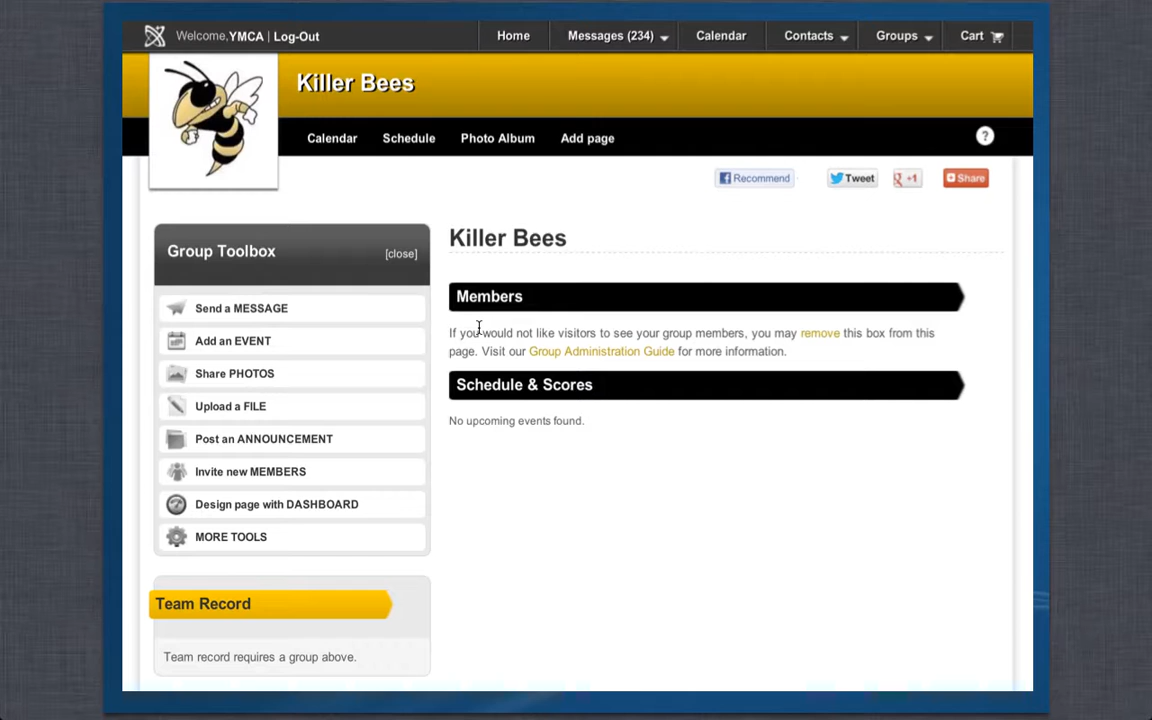 Welcome,YMCA | Log-Out
Home
Messages (234)
Calendar
Contacts
Groups
Cart
Killer Bees
Calendar
Schedule
Photo Album
Add page
?
Recommend
Tweet
g +1
Share
Group Toolbox
[close]
Send a MESSAGE
Add an EVENT
Share PHOTOS
Upload a FILE
Post an ANNOUNCEMENT
Invite new MEMBERS
Design page with DASHBOARD
MORE TOOLS
Team Record
Team record requires a group above.
Killer Bees
Members
If you would not like visitors to see your group members, you may remove this box from this
page. Visit our Group Administration Guide for more information.
Schedule & Scores
No upcoming events found.